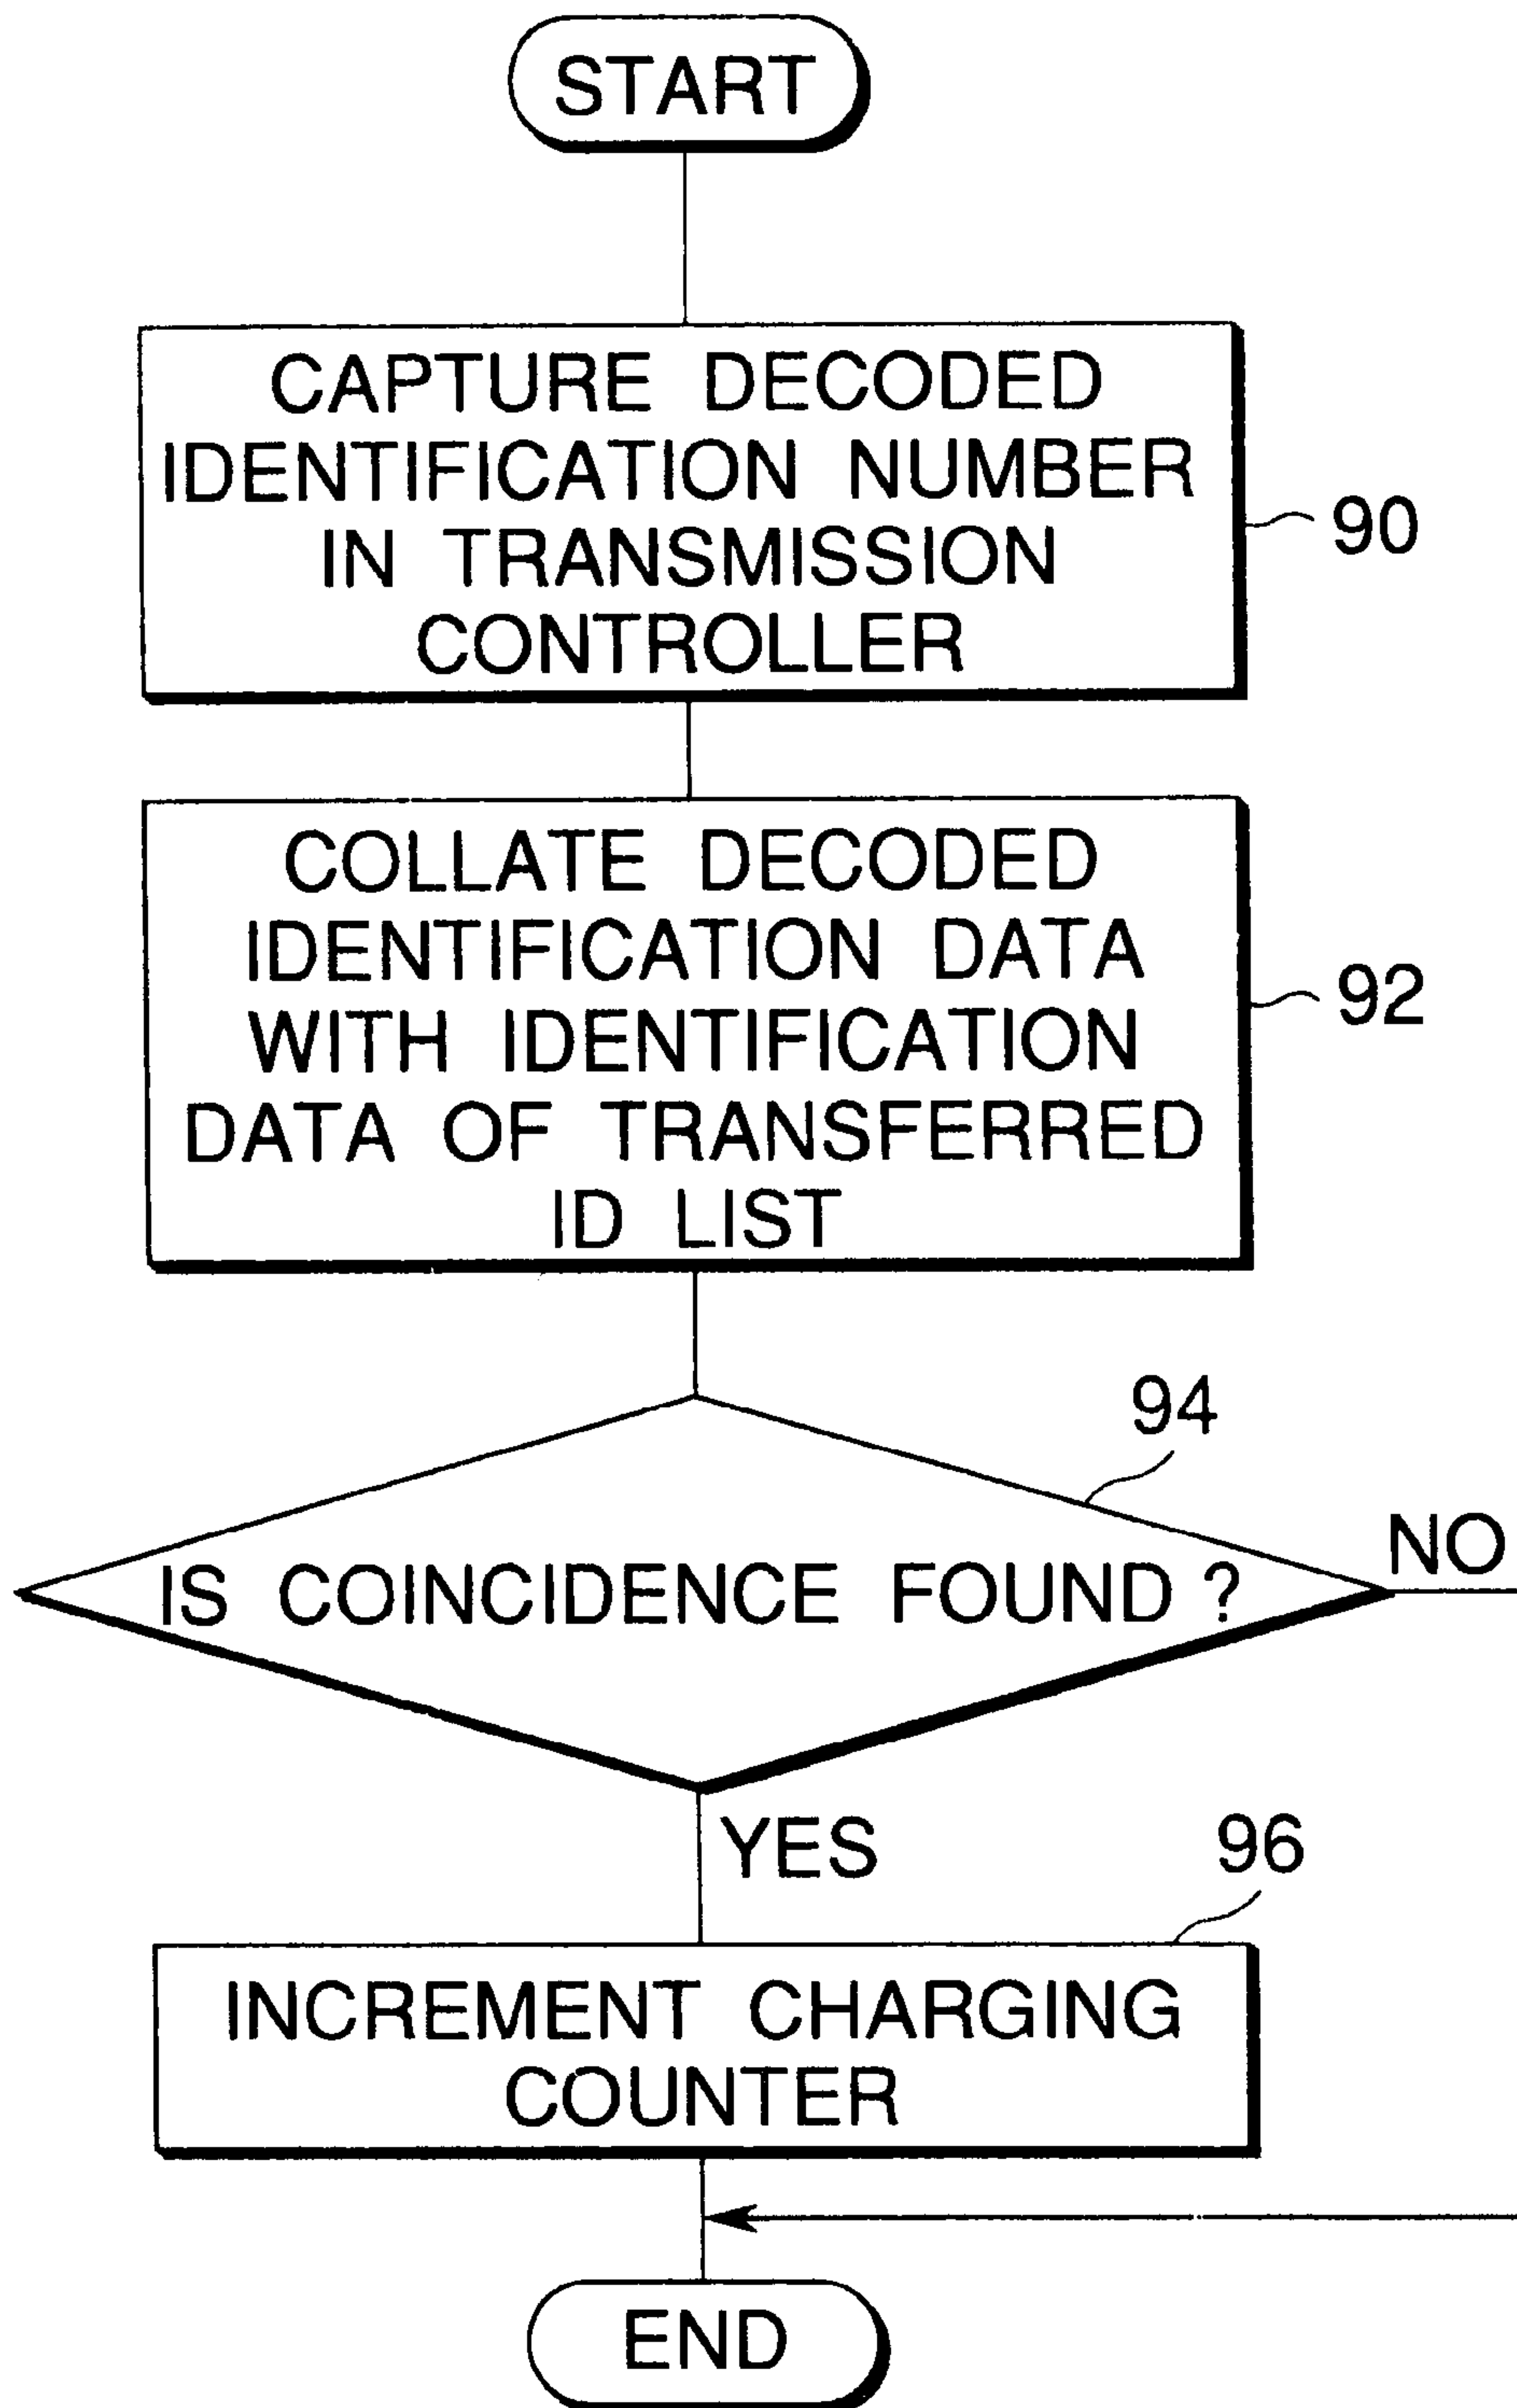 START
CAPTURE DECODED
IDENTIFICATION NUMBER
IN TRANSMISSION
CONTROLLER
90
COLLATE DECODED
IDENTIFICATION DATA
WITH IDENTIFICATION
DATA OF TRANSFERRED
ID LIST
92
94
IS COINCIDENCE FOUND ?
NO
YES
96
INCREMENT CHARGING
COUNTER
END